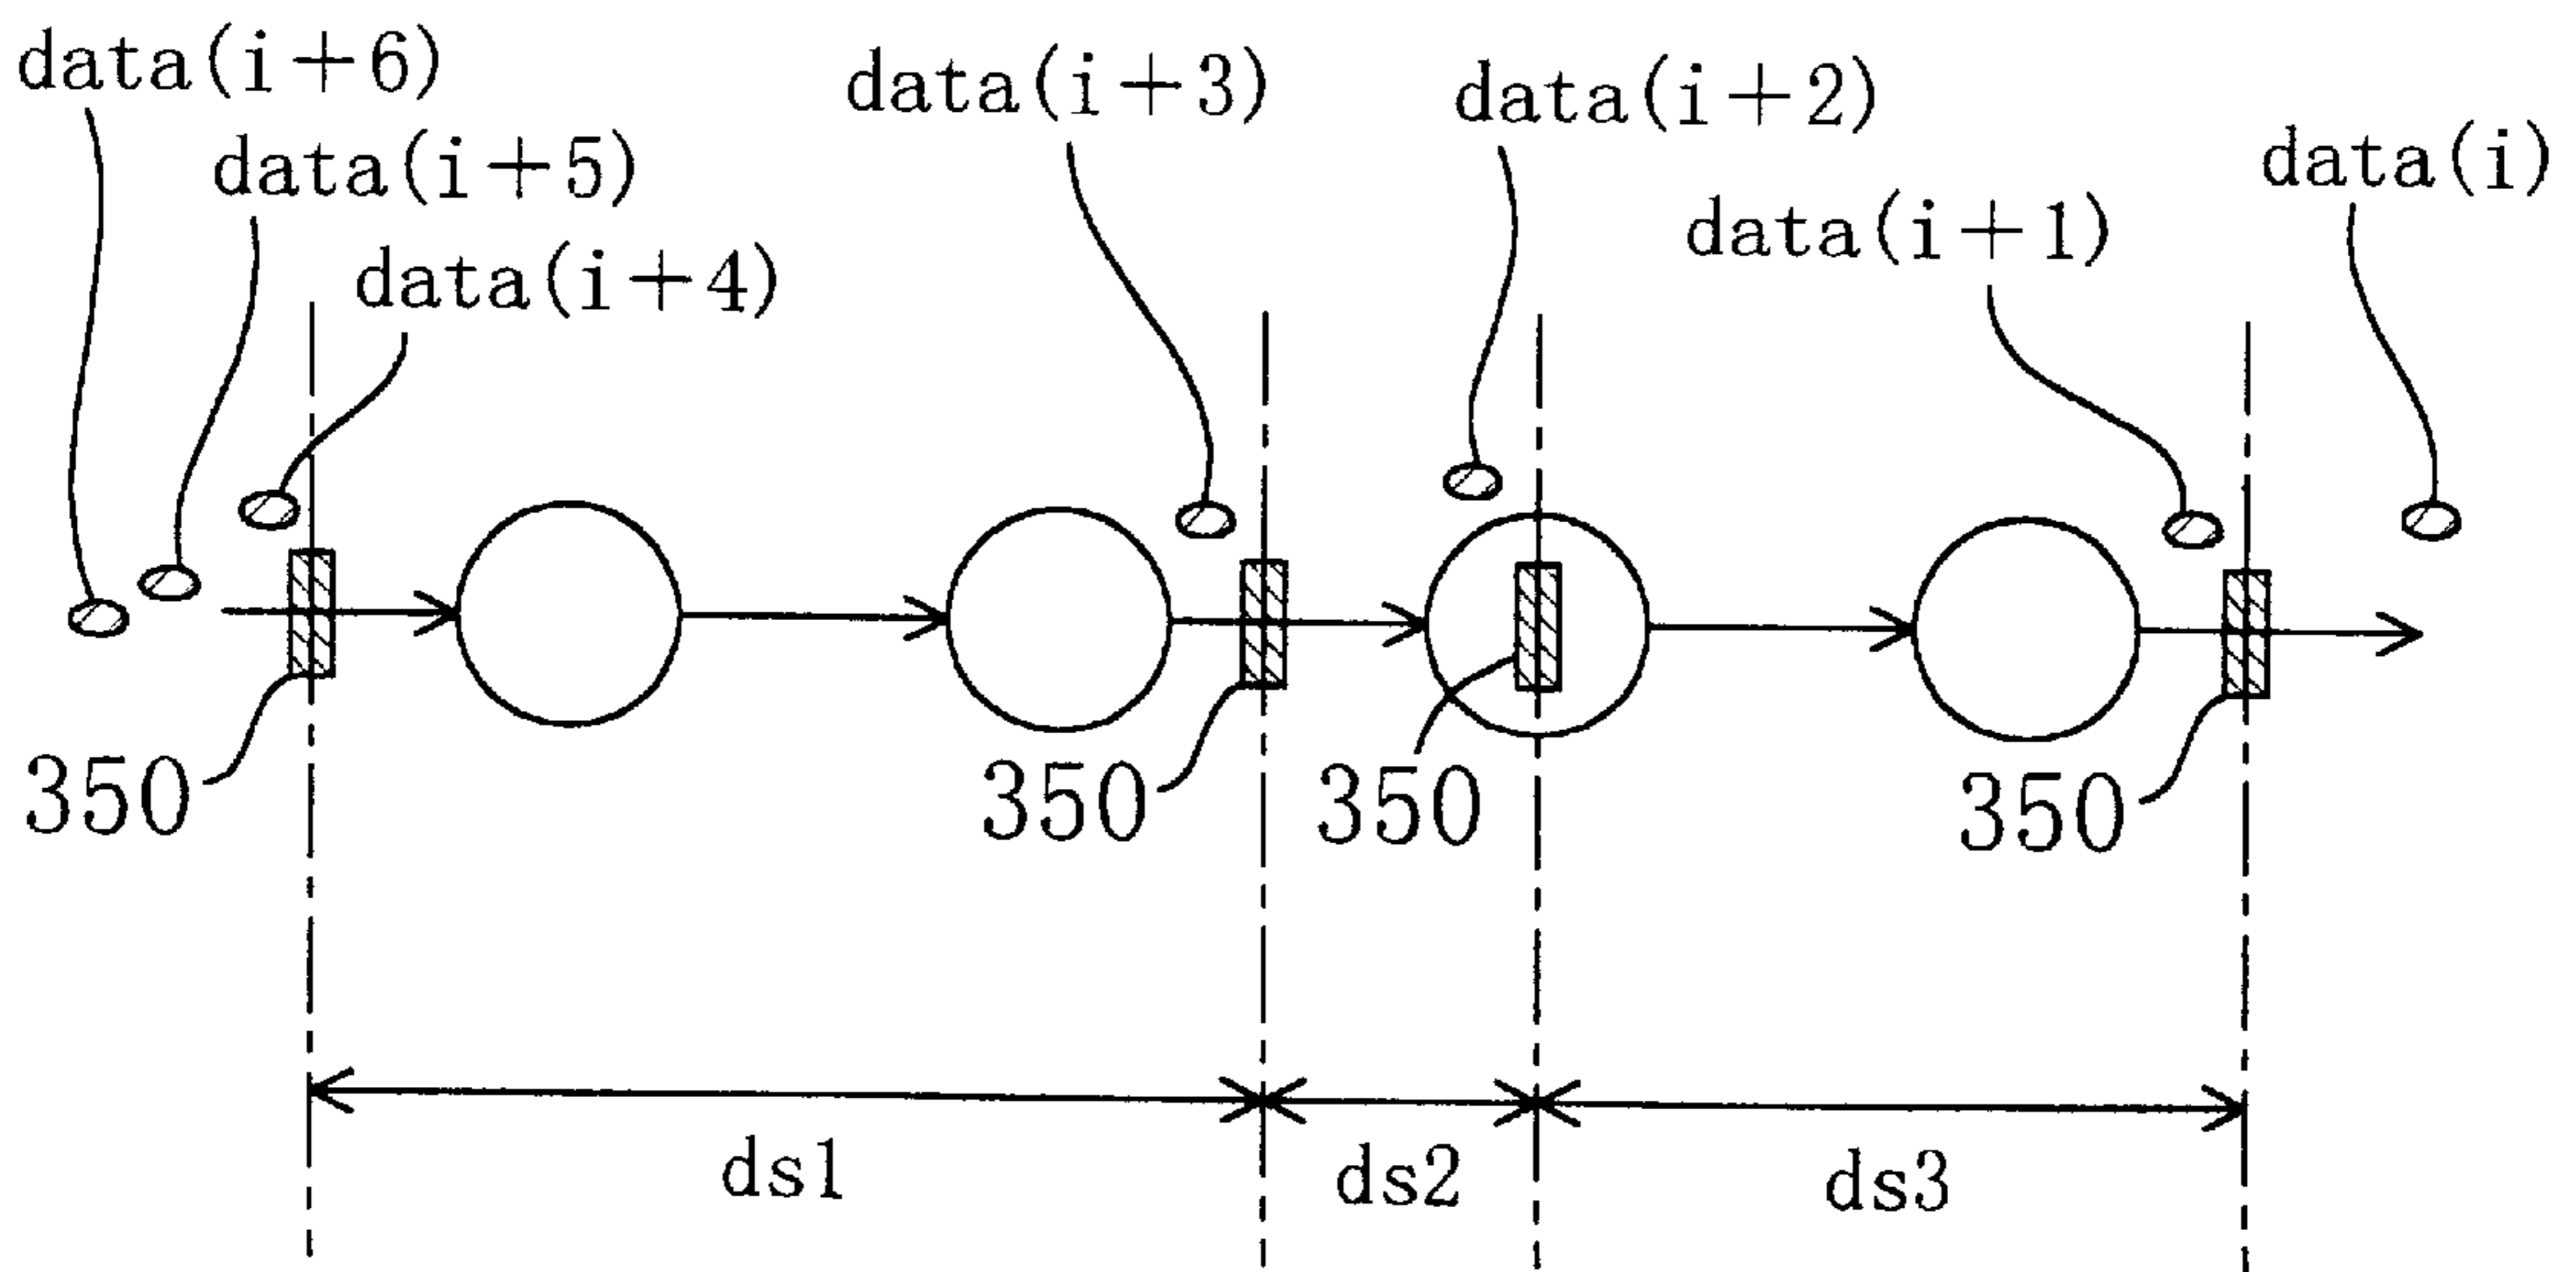 data(i+6)
data(i+3)
data(i+2)
data(i)
data(i+5)
data(i+1)
data(i+4)
350
350
350
350
ds1
ds2
ds3